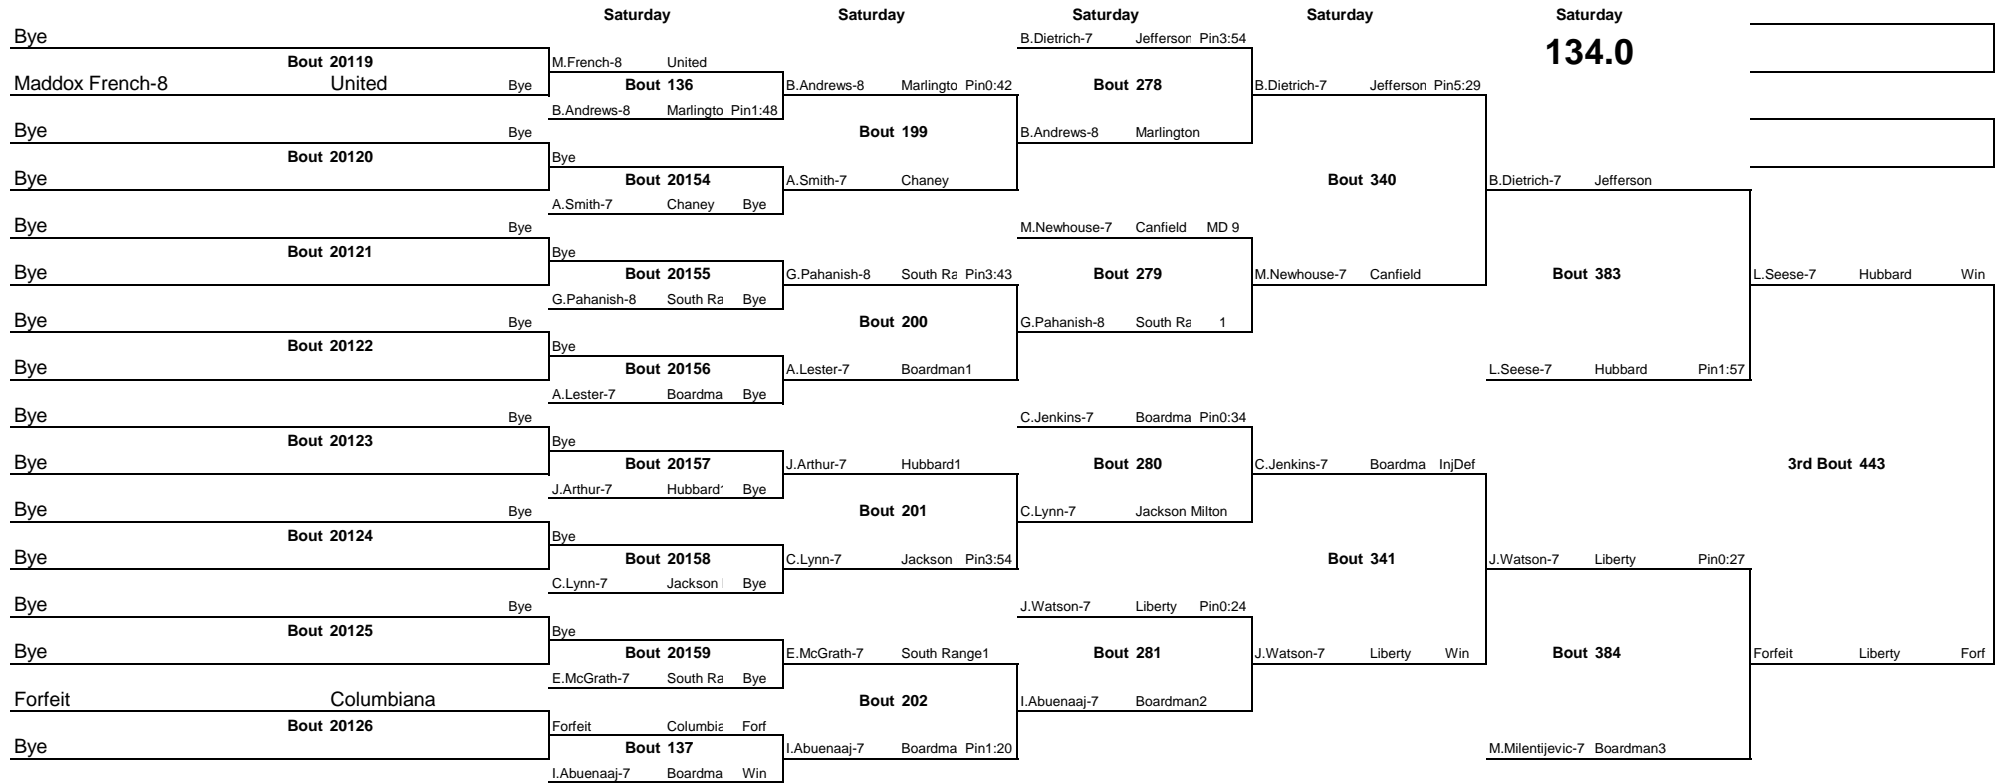 Saturday Saturday Saturday Saturday Saturday
Bye B.Dietrich-7 Jefferson Pin3:54 134.0
Bout 20119 M.French-8 United
Maddox French-8 United Bye Bout 136 B.Andrews-8 Marlingto Pin0:42 Bout 278 B.Dietrich-7 Jefferson Pin5:29
B.Andrews-8 Marlingto Pin1:48
Bye Bye Bout 199 B.Andrews-8 Marlington
Bout 20120 Bye
Bye Bout 20154 A.Smith-7 Chaney Bout 340 B.Dietrich-7 Jefferson
A.Smith-7 Chaney Bye
Bye Bye M.Newhouse-7 Canfield MD 9
Bout 20121 Bye
Bye Bout 20155 G.Pahanish-8 South Ra Pin3:43 Bout 279 M.Newhouse-7 Canfield Bout 383 L.Seese-7 Hubbard Win
G.Pahanish-8 South Ra Bye
Bye Bye Bout 200 G.Pahanish-8 South Ra 1
Bout 20122 Bye
Bye Bout 20156 A.Lester-7 Boardman1 L.Seese-7 Hubbard Pin1:57
A.Lester-7 Boardma Bye
Bye Bye C.Jenkins-7 Boardma Pin0:34
Bout 20123 Bye
Bye Bout 20157 J.Arthur-7 Hubbard1 Bout 280 C.Jenkins-7 Boardma InjDef 3rd Bout 443
J.Arthur-7 Hubbard Bye
Bye Bye Bout 201 C.Lynn-7 Jackson Milton
Bout 20124 Bye
Bye Bout 20158 C.Lynn-7 Jackson Pin3:54 Bout 341 J.Watson-7 Liberty Pin0:27
C.Lynn-7 Jackson Bye
Bye Bye J.Watson-7 Liberty Pin0:24
Bout 20125 Bye
Bye Bout 20159 E.McGrath-7 South Range1 Bout 281 J.Watson-7 Liberty Win Bout 384 Forfeit Liberty Forf
E.McGrath-7 South Ra Bye
Forfeit Columbiana Bout 202 I.Abuenaaj-7 Boardman2
Bout 20126 Forfeit Columbia Forf
Bye Bout 137 I.Abuenaaj-7 Boardma Pin1:20 M.Milentijevic-7 Boardman3
I.Abuenaaj-7 Boardma Win